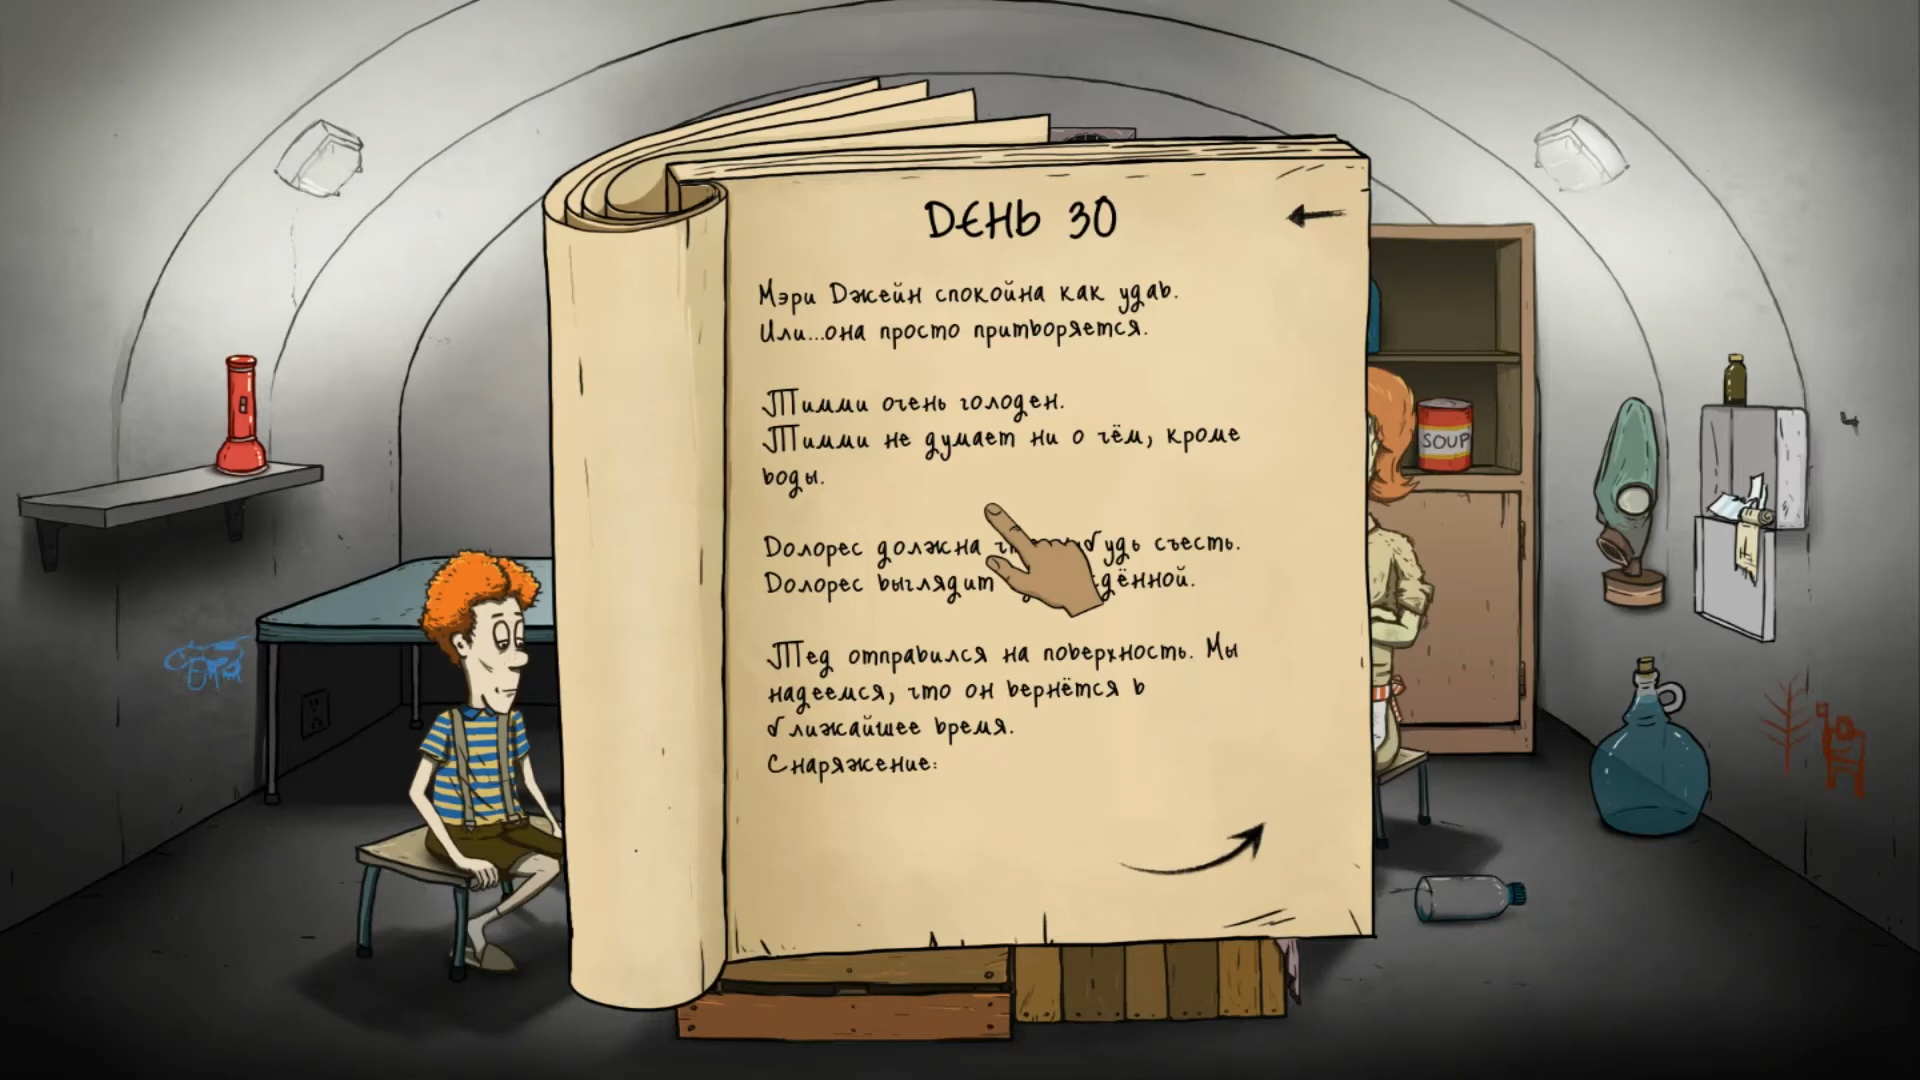 ДЕНЬ 30
Мэри Джейн спокойна как удав.
Или...она просто притворяется.
Тимми очень голоден.
Тимми не думает ни о чём, кроме
воды.
Долорес должна съесть.
Долорес выглядит
Тед отправился на поверхность. Мы
надеемся, что он вернётся в
ближайшее время.
Снаряжение:
SOUP